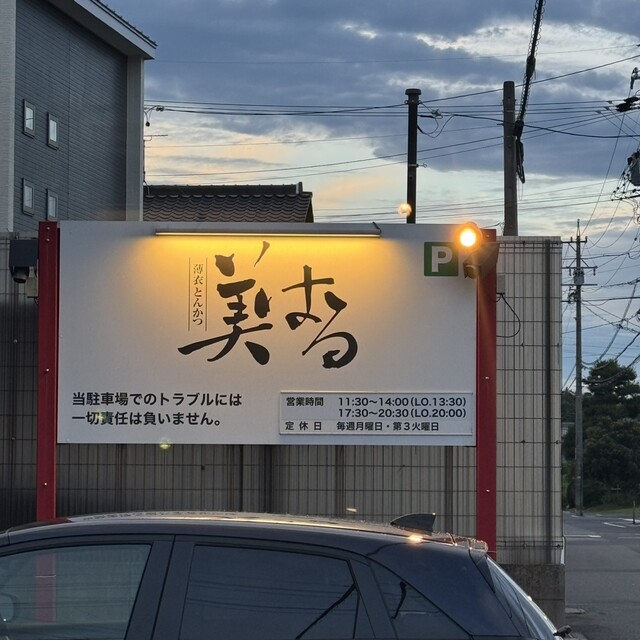 P
薄衣とんかつ
美まる
当駐車場でのトラブルには
一切責任は負いません。
営業時間 11:30〜14:00(LO.13:30)
17:30〜20:30(LO.20:00)
定休日 毎週月曜日・第3火曜日